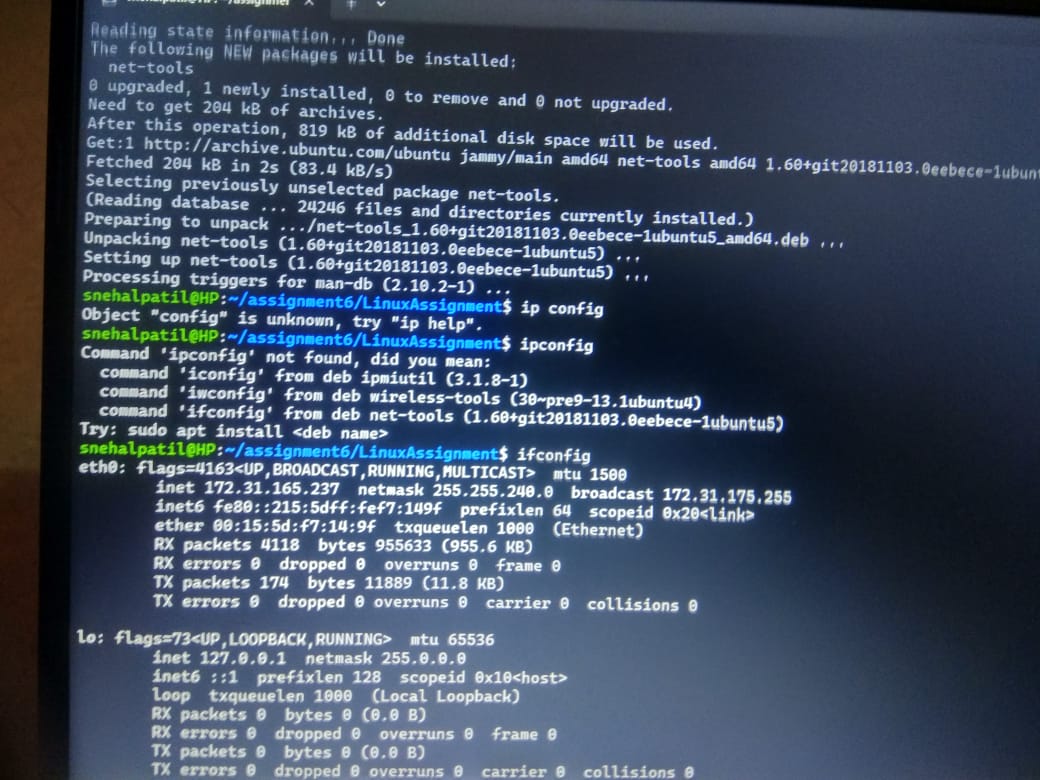 snehalpatil@HP: ~/assignmen
Reading state information... Done
The following NEW packages will be installed:
  net-tools
0 upgraded, 1 newly installed, 0 to remove and 0 not upgraded.
Need to get 204 kB of archives.
After this operation, 819 kB of additional disk space will be used.
Get:1 http://archive.ubuntu.com/ubuntu jammy/main amd64 net-tools amd64 1.60+git20181103.0eebece-1ubunt
Fetched 204 kB in 2s (83.4 kB/s)
Selecting previously unselected package net-tools.
(Reading database ... 24246 files and directories currently installed.)
Preparing to unpack .../net-tools_1.60+git20181103.0eebece-1ubuntu5_amd64.deb ...
Unpacking net-tools (1.60+git20181103.0eebece-1ubuntu5) ...
Setting up net-tools (1.60+git20181103.0eebece-1ubuntu5) ...
Processing triggers for man-db (2.10.2-1) ...
snehalpatil@HP:~/assignment6/LinuxAssignment$ ip config
Object "config" is unknown, try "ip help".
snehalpatil@HP:~/assignment6/LinuxAssignment$ ipconfig
Command 'ipconfig' not found, did you mean:
  command 'iconfig' from deb ipmiutil (3.1.8-1)
  command 'iwconfig' from deb wireless-tools (30~pre9-13.1ubuntu4)
  command 'ifconfig' from deb net-tools (1.60+git20181103.0eebece-1ubuntu5)
Try: sudo apt install <deb name>
snehalpatil@HP:~/assignment6/LinuxAssignment$ ifconfig
eth0: flags=4163<UP,BROADCAST,RUNNING,MULTICAST>  mtu 1500
        inet 172.31.165.237  netmask 255.255.240.0  broadcast 172.31.175.255
        inet6 fe80::215:5dff:fef7:149f  prefixlen 64  scopeid 0x20<link>
        ether 00:15:5d:f7:14:9f  txqueuelen 1000  (Ethernet)
        RX packets 4118  bytes 955633 (955.6 KB)
        RX errors 0  dropped 0  overruns 0  frame 0
        TX packets 174  bytes 11889 (11.8 KB)
        TX errors 0  dropped 0 overruns 0  carrier 0  collisions 0

lo: flags=73<UP,LOOPBACK,RUNNING>  mtu 65536
        inet 127.0.0.1  netmask 255.0.0.0
        inet6 ::1  prefixlen 128  scopeid 0x10<host>
        loop  txqueuelen 1000  (Local Loopback)
        RX packets 0  bytes 0 (0.0 B)
        RX errors 0  dropped 0  overruns 0  frame 0
        TX packets 0  bytes 0 (0.0 B)
        TX errors 0  dropped 0 overruns 0  carrier 0  collisions 0